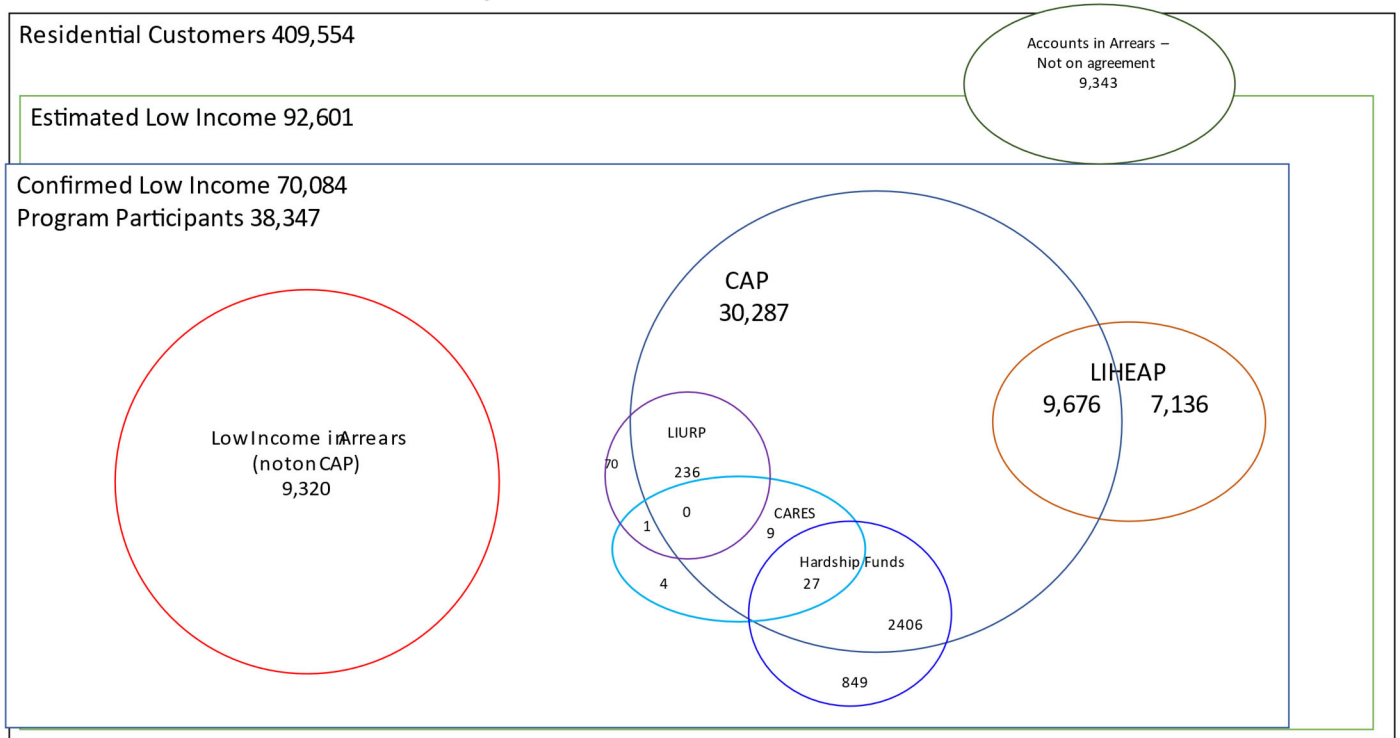 Residential Customers 409,554
Accounts in Arrears –
Not on agreement
9,343
Estimated Low Income 92,601
Confirmed Low Income 70,084
Program Participants 38,347
CAP
30,287
LIHEAP
9,676 7,136
Low Income in Arrears
(not on CAP)
9,320
LIURP
70
236
0
1
CARES
9
4
Hardship Funds
27
2406
849